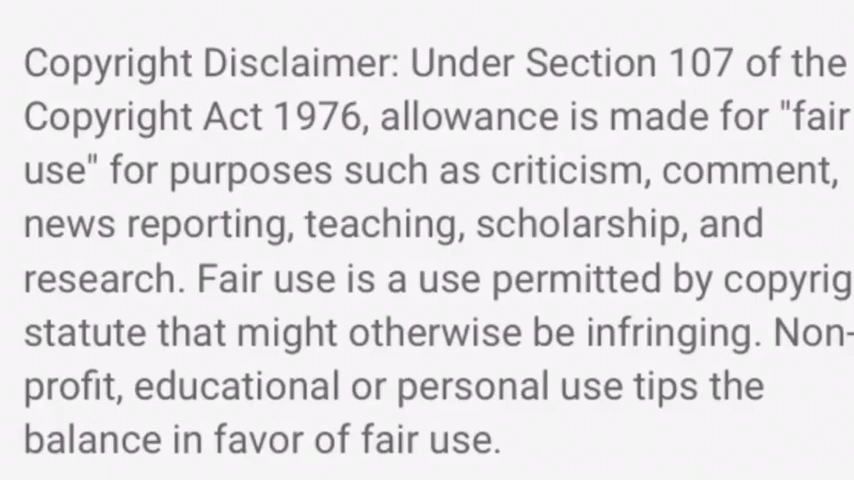 Copyright Disclaimer: Under Section 107 of the
Copyright Act 1976, allowance is made for "fair
use" for purposes such as criticism, comment,
news reporting, teaching, scholarship, and
research. Fair use is a use permitted by copyrig
statute that might otherwise be infringing. Non-
profit, educational or personal use tips the
balance in favor of fair use.